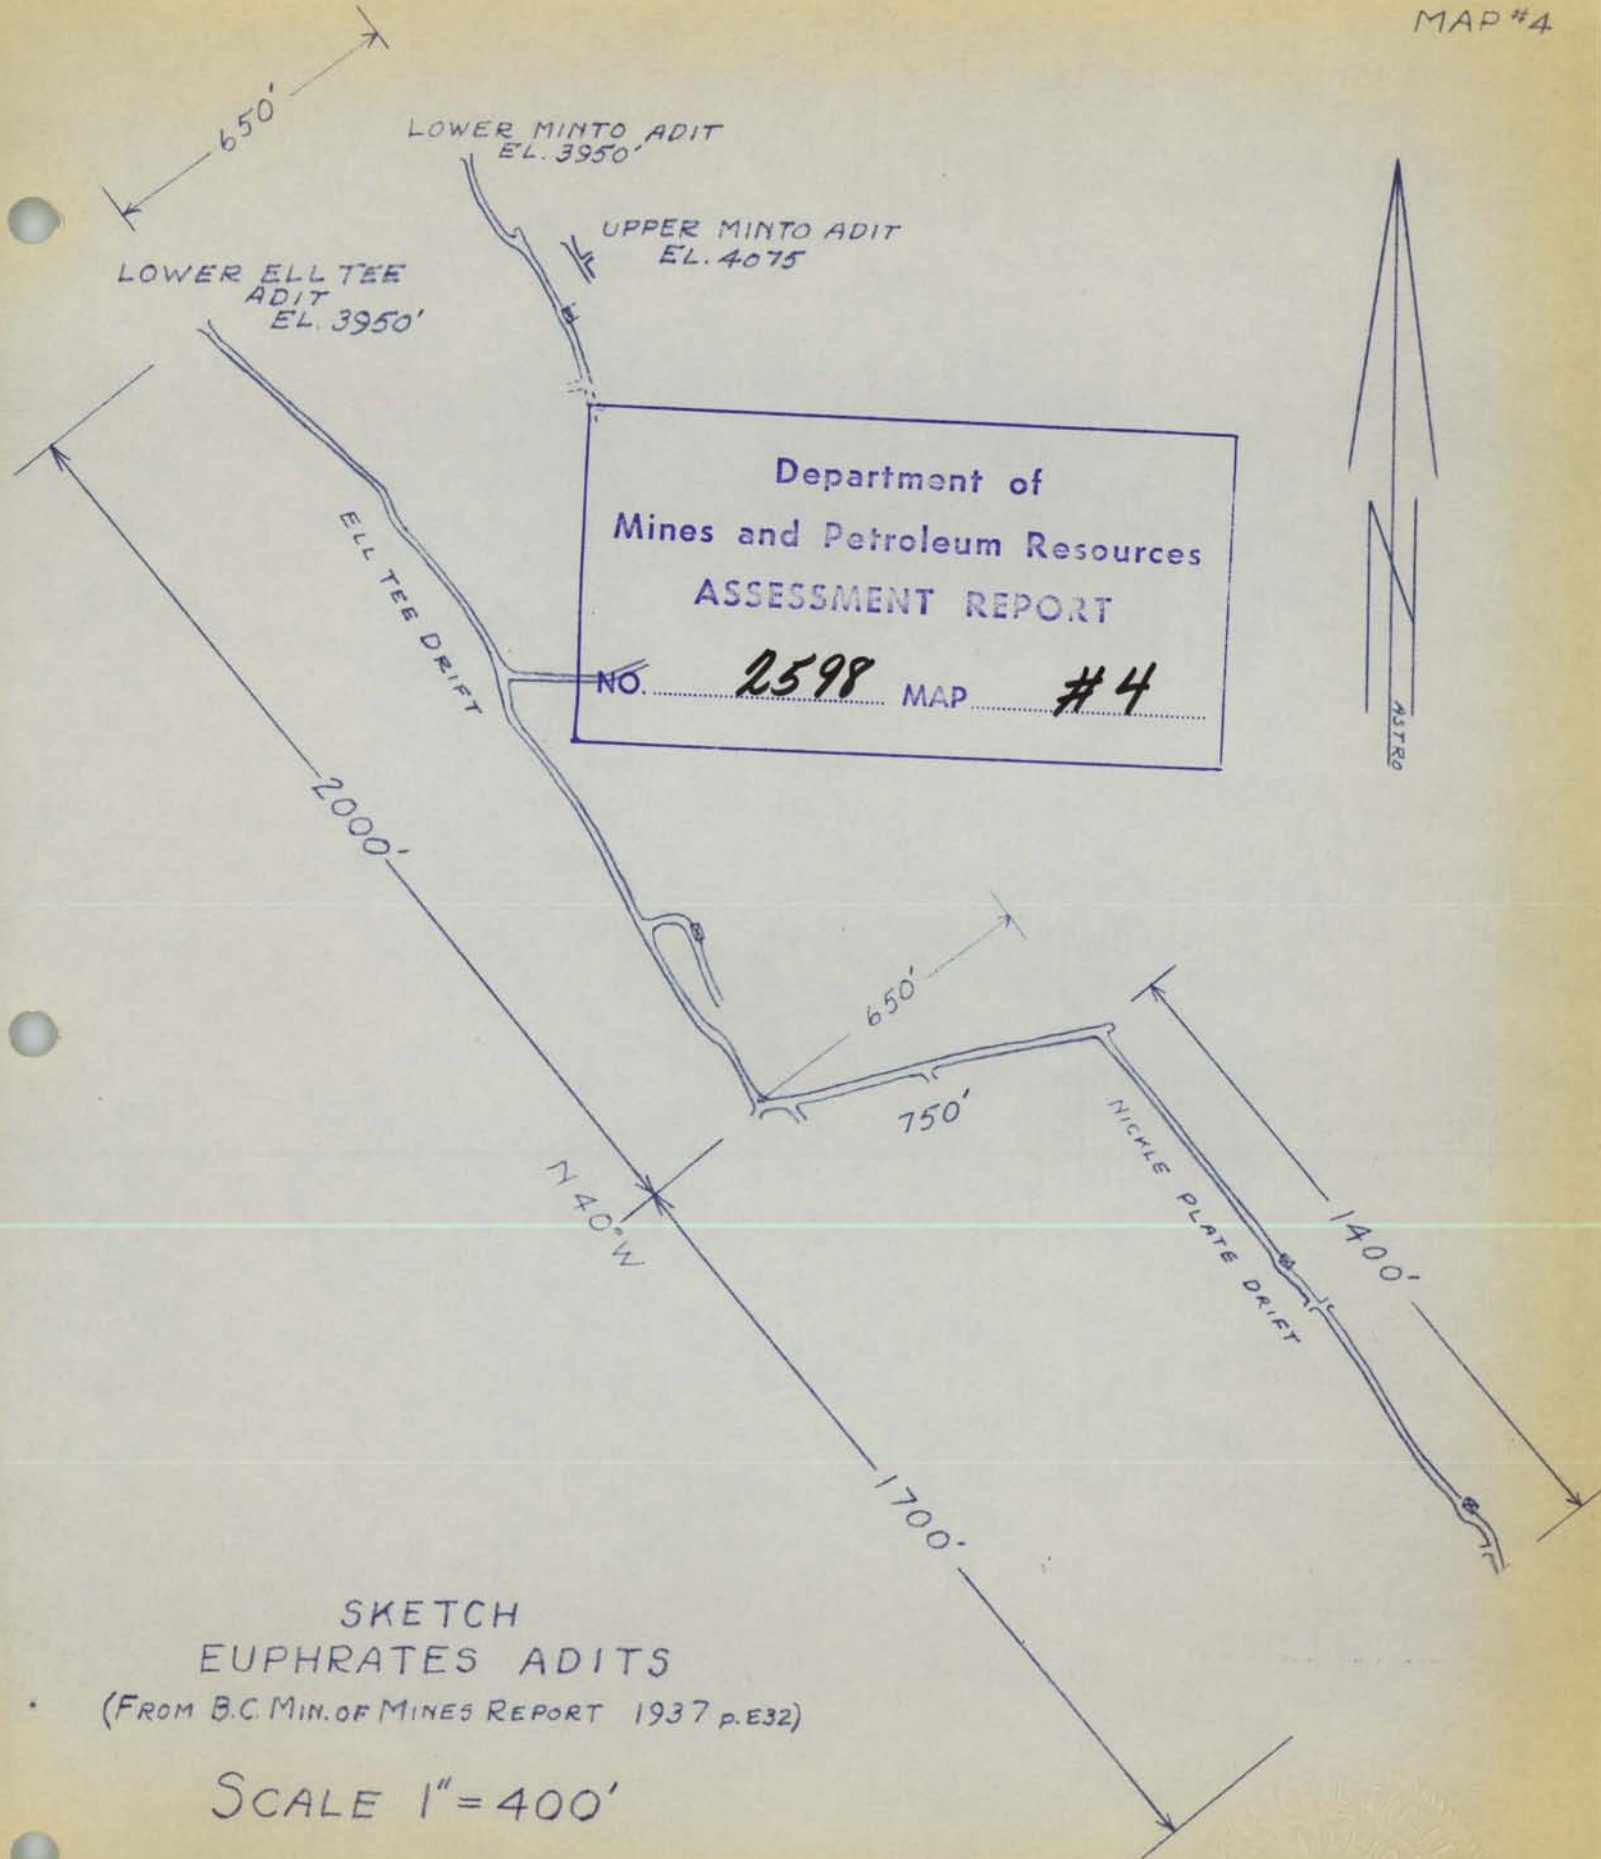 MAP #4
650'
LOWER MINTO ADIT
EL. 3950'
UPPER MINTO ADIT
EL. 4075
LOWER ELL TEE
ADIT
EL. 3950'
Department of
Mines and Petroleum Resources
ASSESSMENT REPORT
NO. 2598 MAP #4
N
ASTRO
ELL TEE DRIFT
2000'
650'
750'
NICKLE PLATE DRIFT
1400'
N 40° W
1700'
SKETCH
EUPHRATES ADITS
(FROM B.C. MIN. OF MINES REPORT 1937 p.E32)
SCALE 1" = 400'